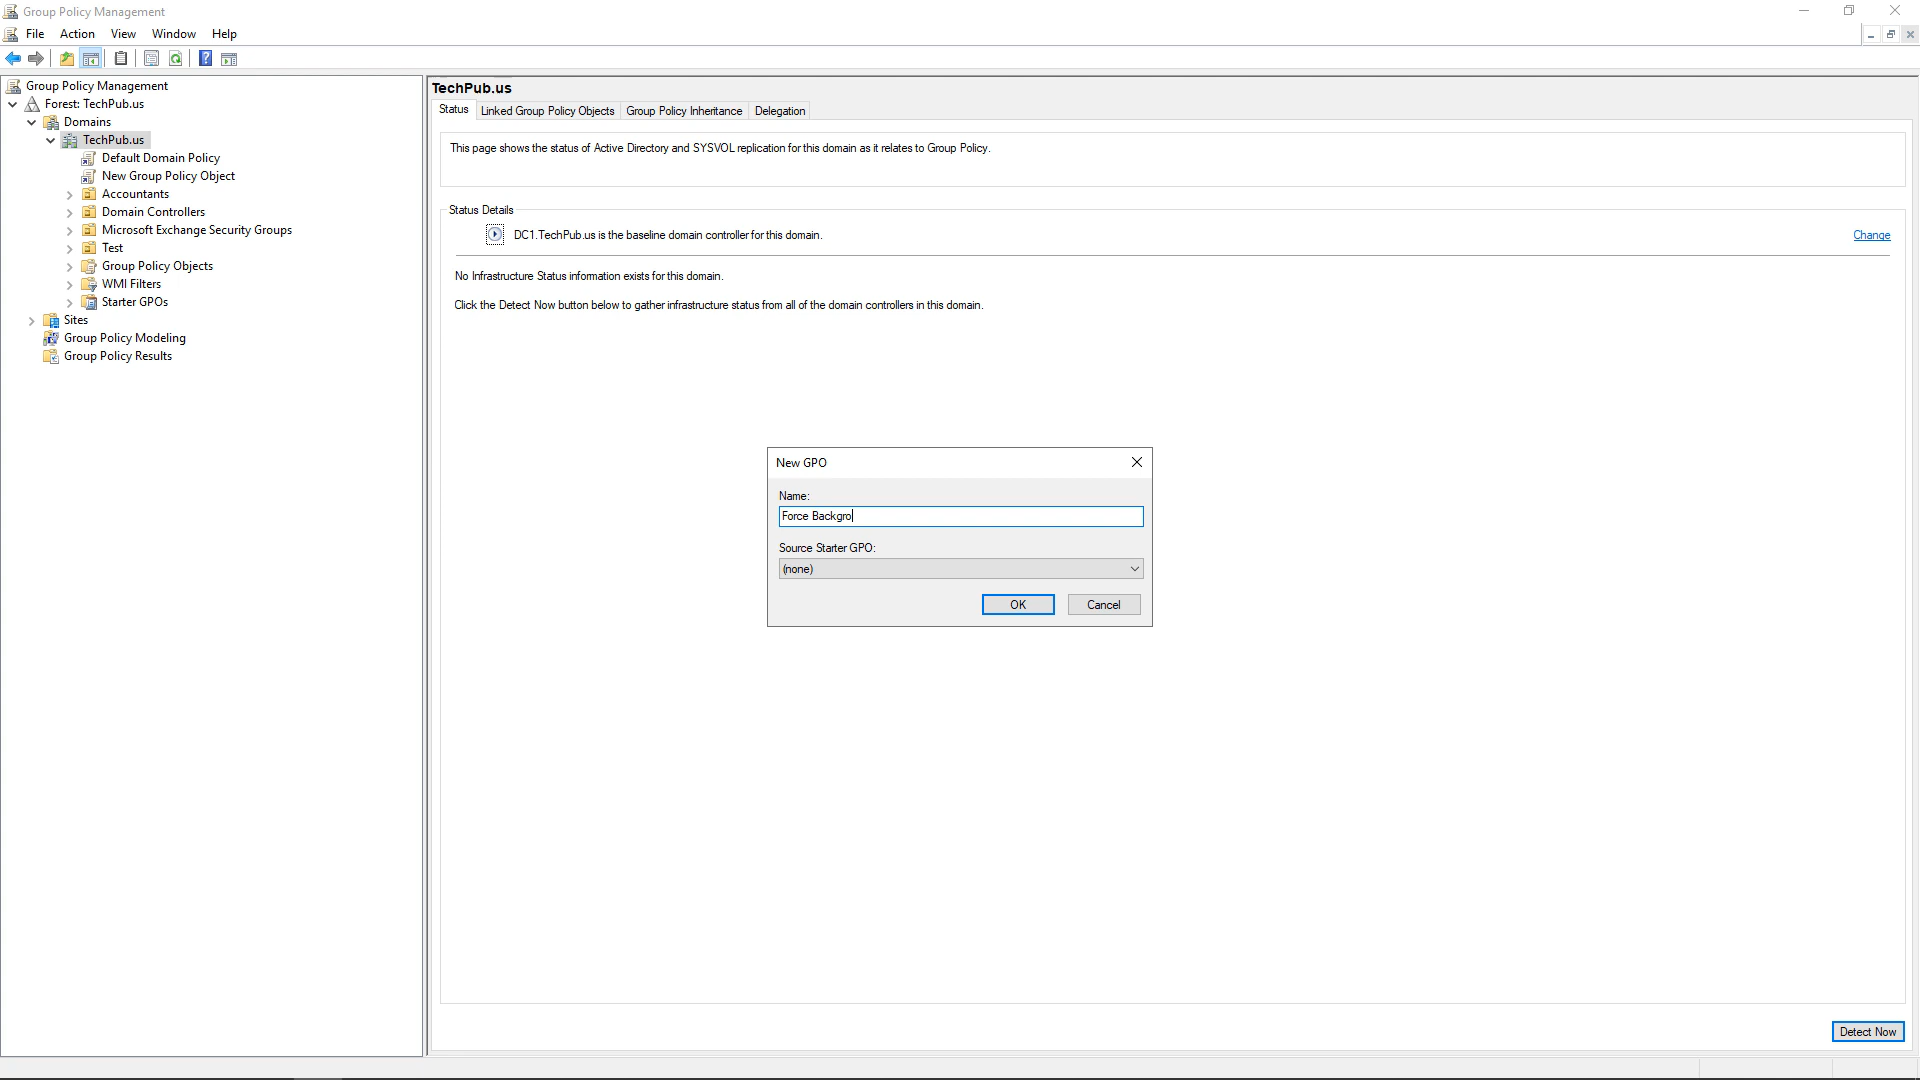 Group Policy Management
File Action View Window Help
Group Policy Management
Forest: TechPub.us
Domains
TechPub.us
Default Domain Policy
New Group Policy Object
Accountants
Domain Controllers
Microsoft Exchange Security Groups
Test
Group Policy Objects
WMI Filters
Starter GPOs
Sites
Group Policy Modeling
Group Policy Results
TechPub.us
Status Linked Group Policy Objects Group Policy Inheritance Delegation
This page shows the status of Active Directory and SYSVOL replication for this domain as it relates to Group Policy.
Status Details
DC1.TechPub.us is the baseline domain controller for this domain.
Change
No Infrastructure Status information exists for this domain.
Click the Detect Now button below to gather infrastructure status from all of the domain controllers in this domain.
New GPO
Name:
Force Backgro
Source Starter GPO:
(none)
OK Cancel
Detect Now